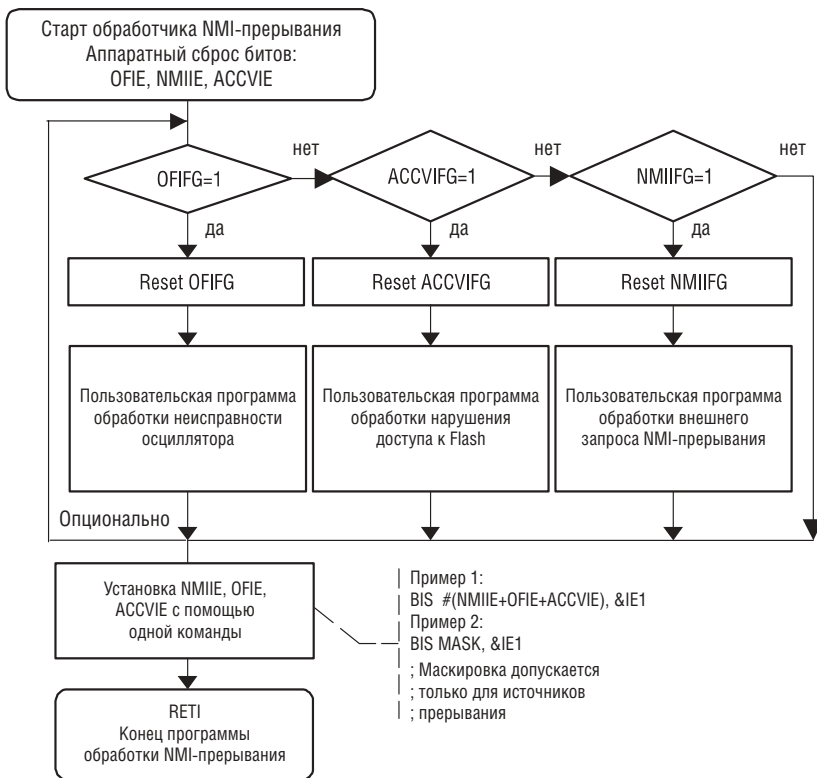 Старт обработчика NMI-прерывания
Аппаратный сброс битов:
OFIE, NMIIE, ACCVIE
нет
нет
нет
OFIFG=1
ACCVIFG=1
NMIIFG=1
да
да
да
Reset OFIFG
Reset ACCVIFG
Reset NMIIFG
Пользовательская программа
обработки неисправности
осциллятора
Пользовательская программа
обработки нарушения
доступа к Flash
Пользовательская программа
обработки внешнего
запроса NMI-прерывания
Опционально
Установка NMIIE, OFIE,
ACCVIE с помощью
одной команды
Пример 1:
BIS #(NMIIE+OFIE+ACCVIE), &IE1
Пример 2:
BIS MASK, &IE1
; Маскировка допускается
; только для источников
; прерывания
RETI
Конец программы
обработки NMI-прерывания